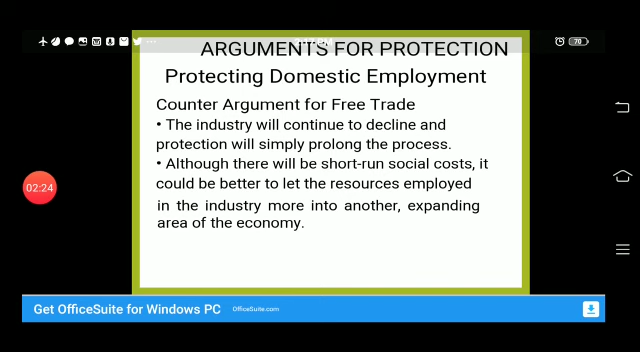 70
ARGUMENTS FOR PROTECTION
Protecting Domestic Employment
Counter Argument for Free Trade
• The industry will continue to decline and
protection will simply prolong the process.
• Although there will be short-run social costs, it
could be better to let the resources employed
in the industry more into another, expanding
area of the economy.
02:24
Get OfficeSuite for Windows PC OfficeSuite.com